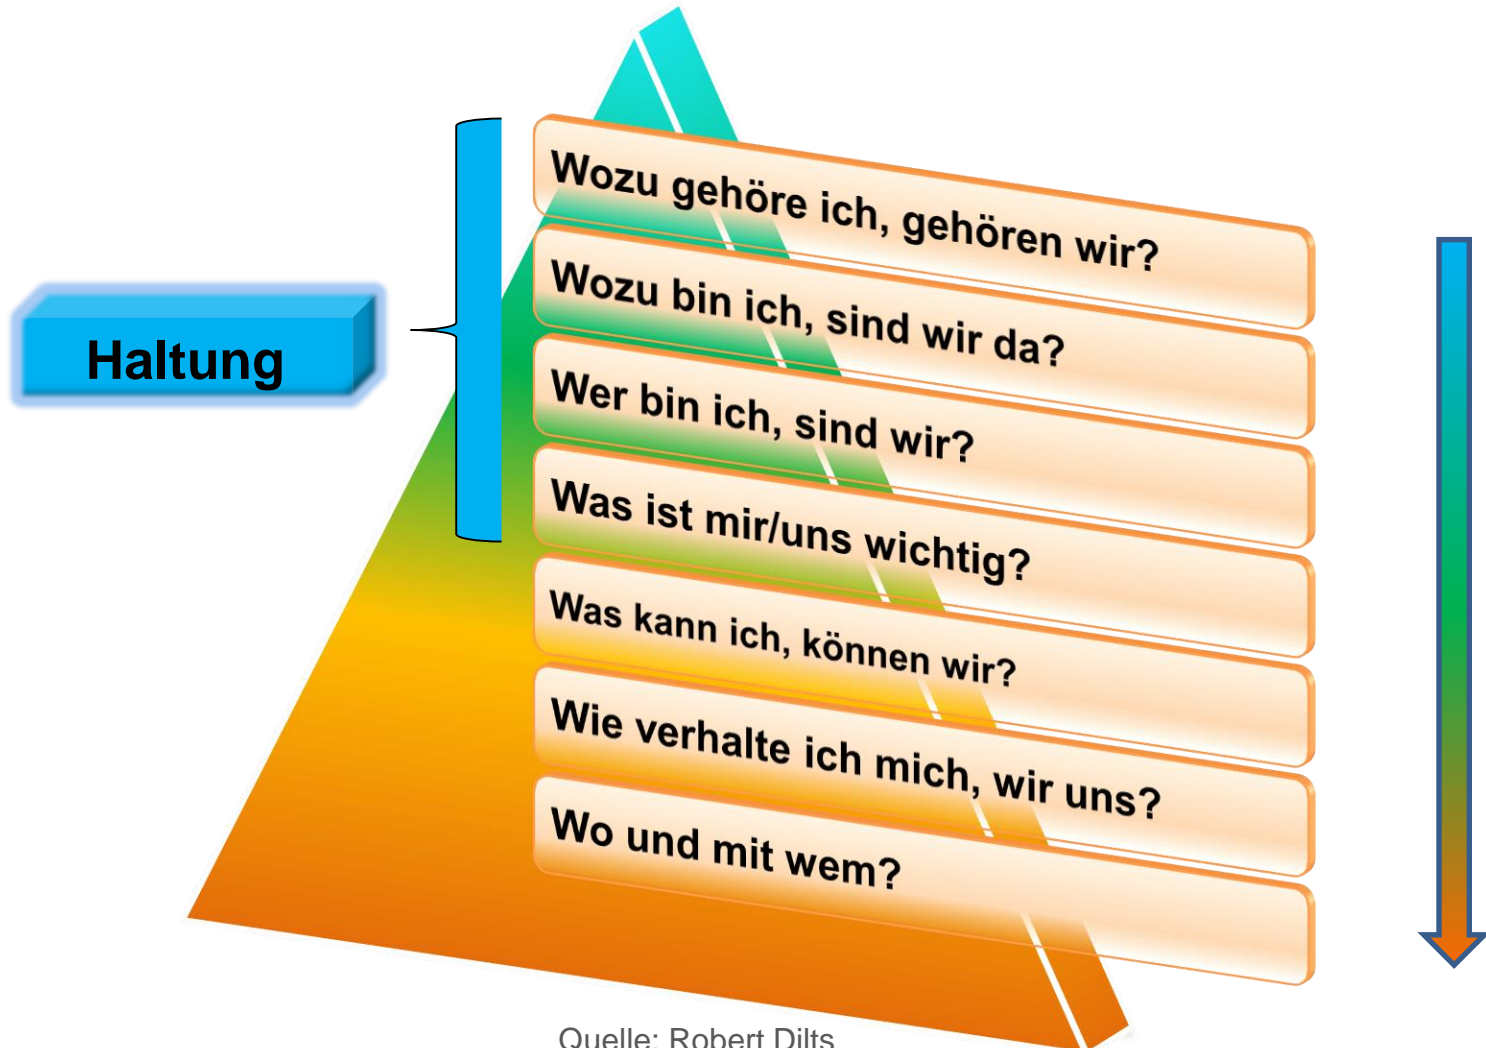 Wozu gehöre ich, gehören wir?
Wozu bin ich, sind wir da?
Haltung
Wer bin ich, sind wir?
Was ist mir/uns wichtig?
Was kann ich, können wir?
Wie verhalte ich mich, wir uns?
Wo und mit wem?
Quelle: Robert Dilts